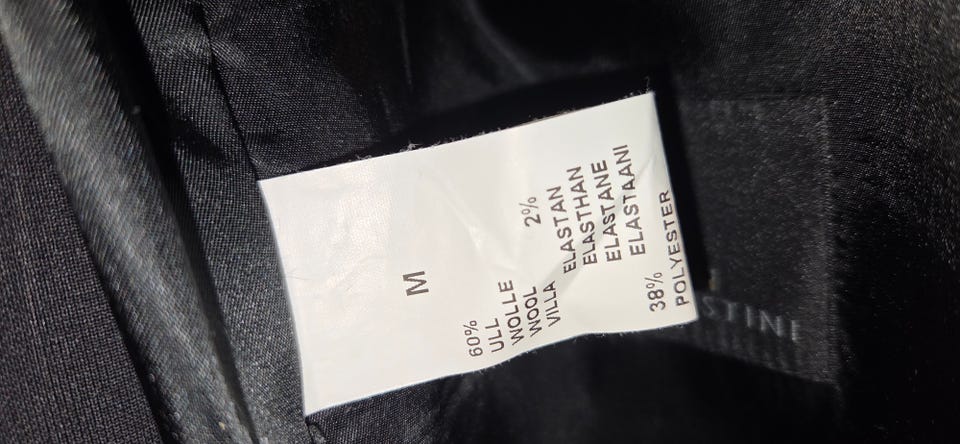 M
60%
ULL
WOLLE
WOOL
VILLA
2%
ELASTAN
ELASTHAN
ELASTANE
ELASTAANI
38%
POLYESTER